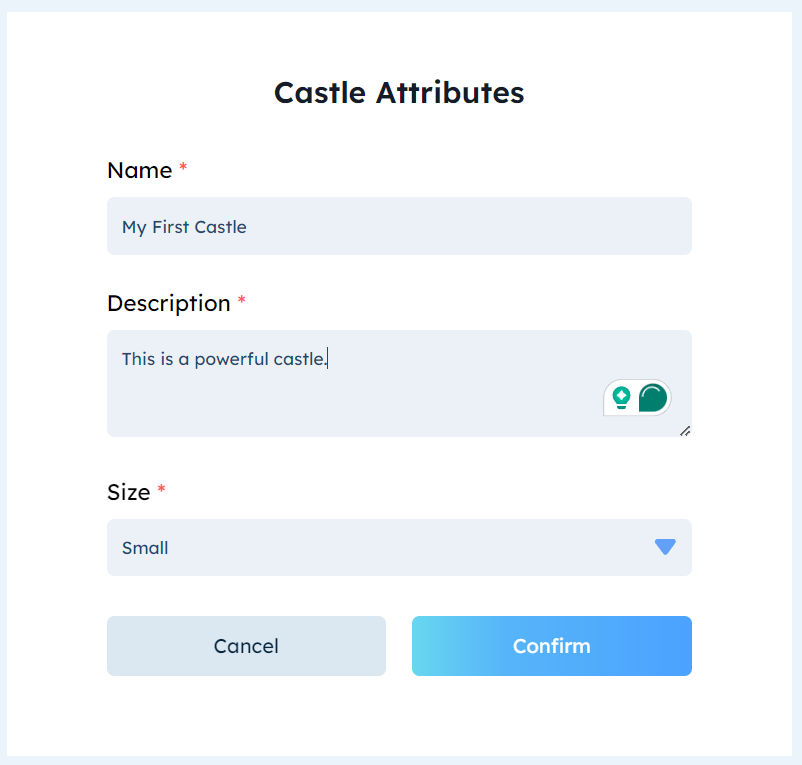 Castle Attributes
Name *
My First Castle
Description *
This is a powerful castle.
Size *
Small
Cancel
Confirm